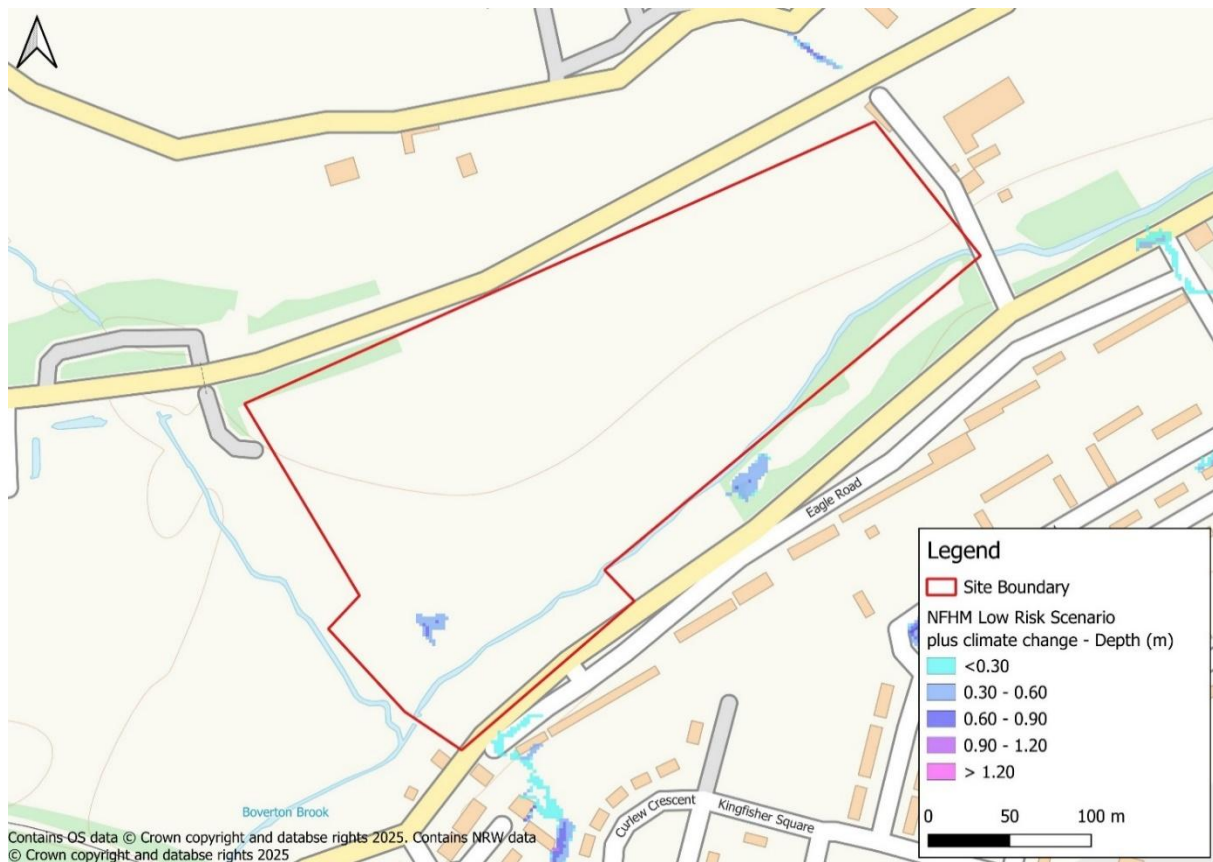 Eagle Road
Legend
Site Boundary
NFHM Low Risk Scenario
plus climate change - Depth (m)
<0.30
0.30 - 0.60
0.60 - 0.90
0.90 - 1.20
> 1.20
0 50 100 m
Boverton Brook
Curlew Crescent
Kingfisher Square
Contains OS data © Crown copyright and databse rights 2025. Contains NRW data
© Crown copyright and databse rights 2025